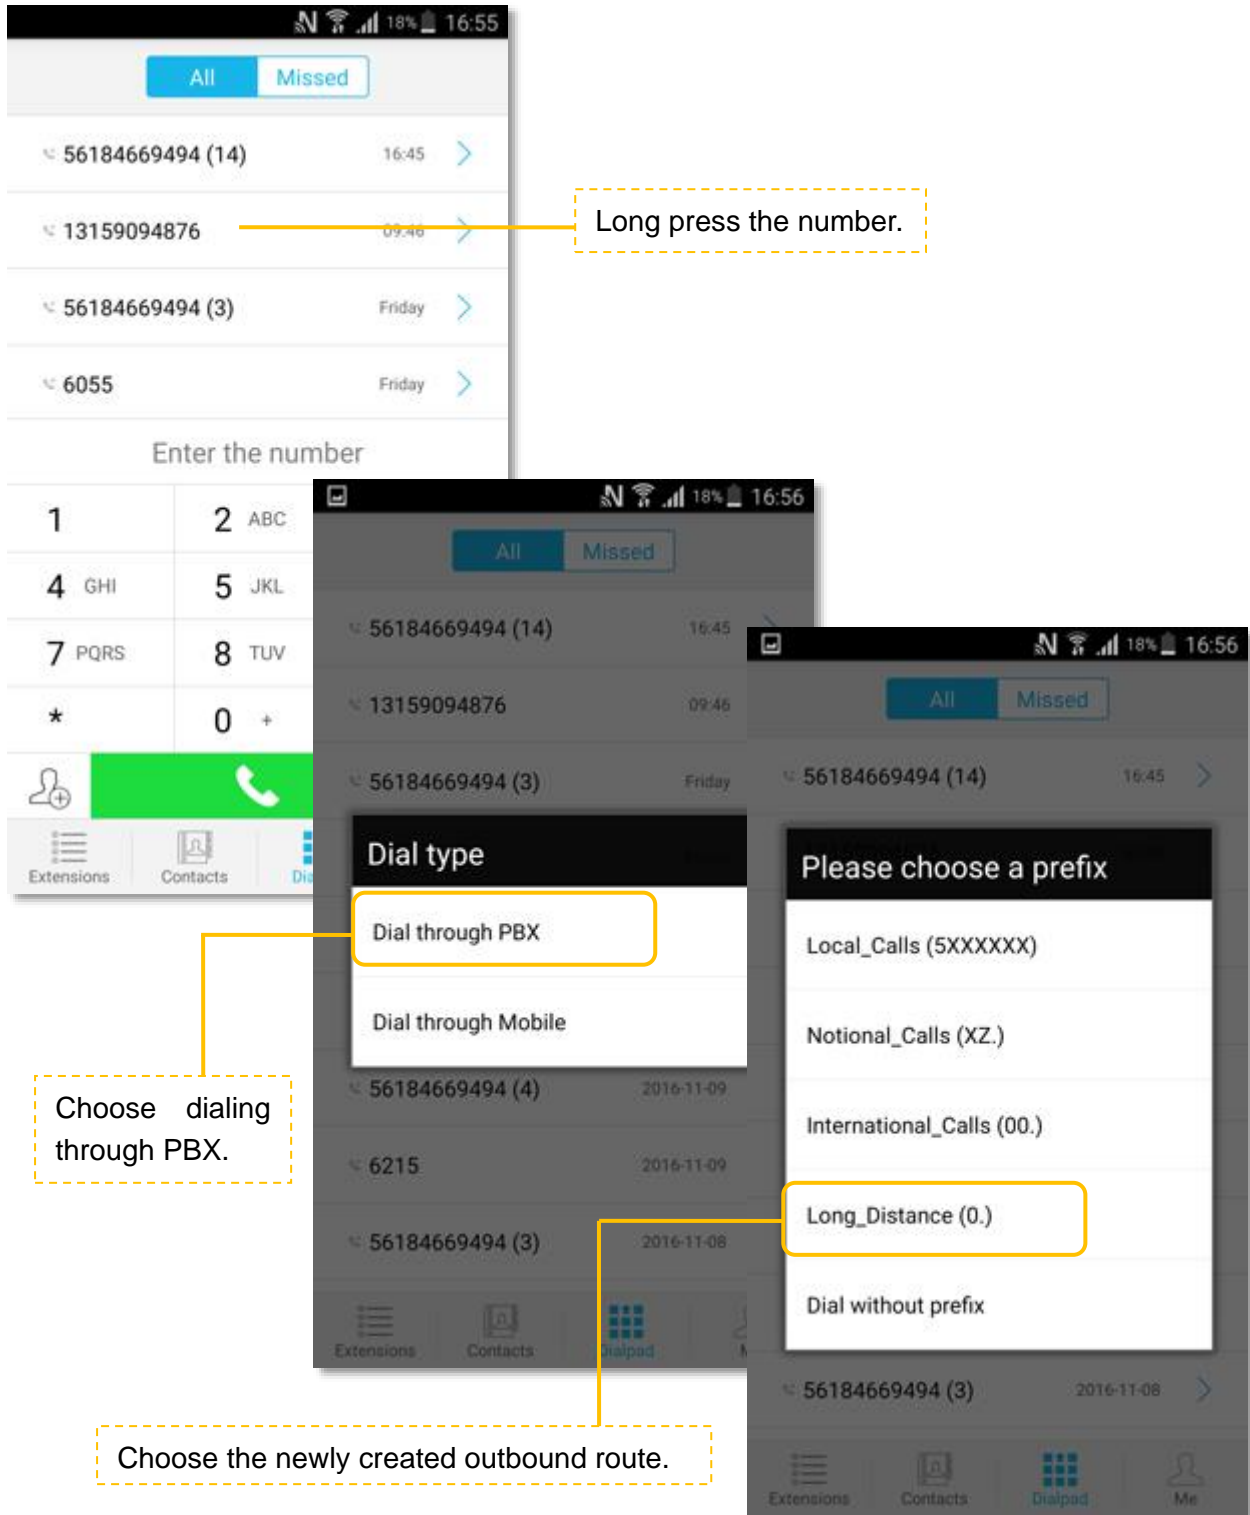 18% 16:55
All Missed
56184669494 (14) 16:45
13159094876 09:46
Long press the number.
56184669494 (3) Friday
6055 Friday
Enter the number
1 2 ABC
4 GHI 5 JKL
7 PQRS 8 TUV
* 0 +
Extensions Contacts Dia
18% 16:56
All Missed
56184669494 (14) 16:45
13159094876 09:46
56184669494 (3) Friday
Dial type
Dial through PBX
Dial through Mobile
56184669494 (4) 2016-11-09
6215 2016-11-09
56184669494 (3) 2016-11-08
Extensions Contacts Dialpad
Choose dialing
through PBX.
18% 16:56
All Missed
56184669494 (14) 16:45
Please choose a prefix
Local_Calls (5XXXXXX)
Notional_Calls (XZ.)
International_Calls (00.)
Long_Distance (0.)
Dial without prefix
56184669494 (3) 2016-11-08
Extensions Contacts Dialpad Me
Choose the newly created outbound route.